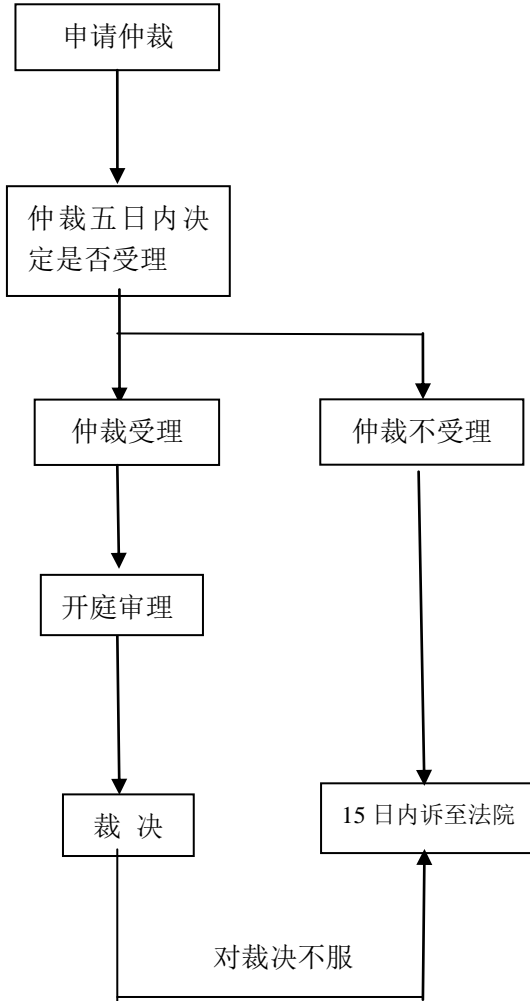 申请仲裁
仲裁五日内决
定是否受理
仲裁受理
仲裁不受理
开庭审理
裁 决
15 日内诉至法院
对裁决不服